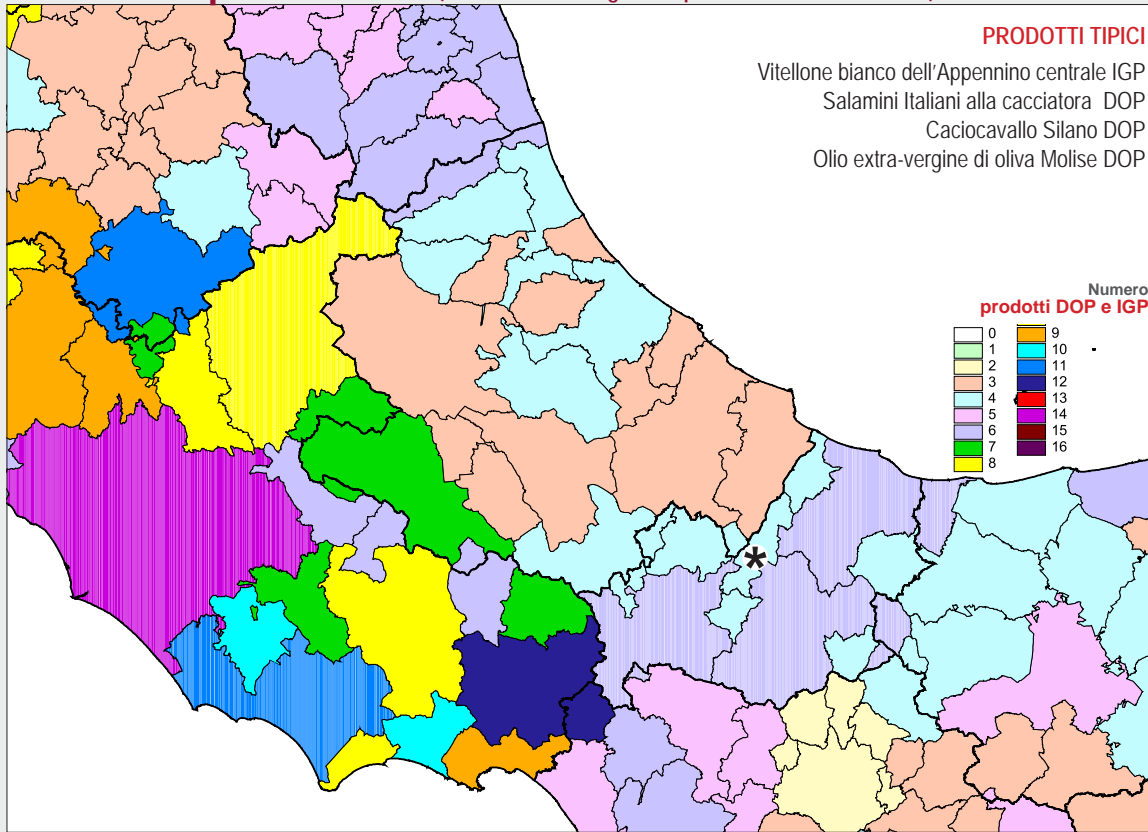 PRODOTTI TIPICI
Vitellone bianco dell'Appennino centrale IGP
Salamini Italiani alla cacciatora DOP
Caciocavallo Silano DOP
Olio extra-vergine di oliva Molise DOP
Numero
prodotti DOP e IGP
0
1
2
3
4
5
6
7
8
9
10
11
12
13
14
15
16
*